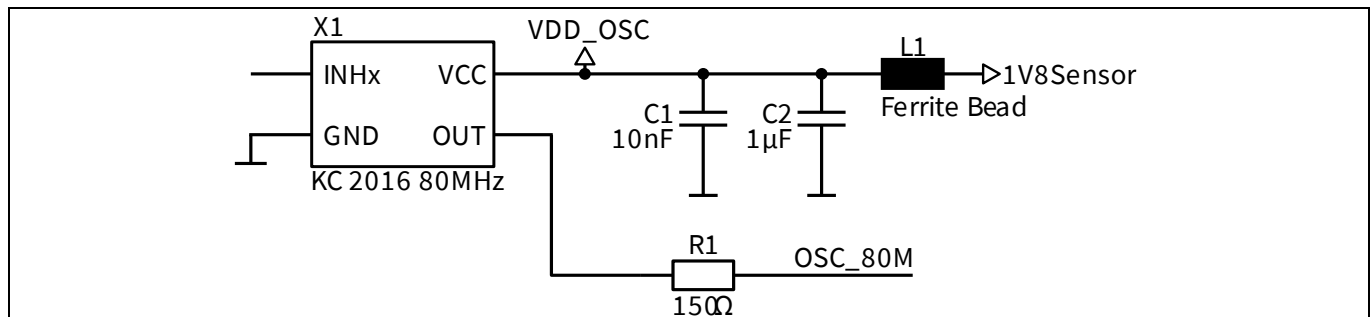 X1
VDD_OSC
L1
INHx
VCC
1V8Sensor
Ferrite Bead
C1
10nF
C2
1µF
GND
OUT
KC 2016 80MHz
R1
OSC_80M
150Ω